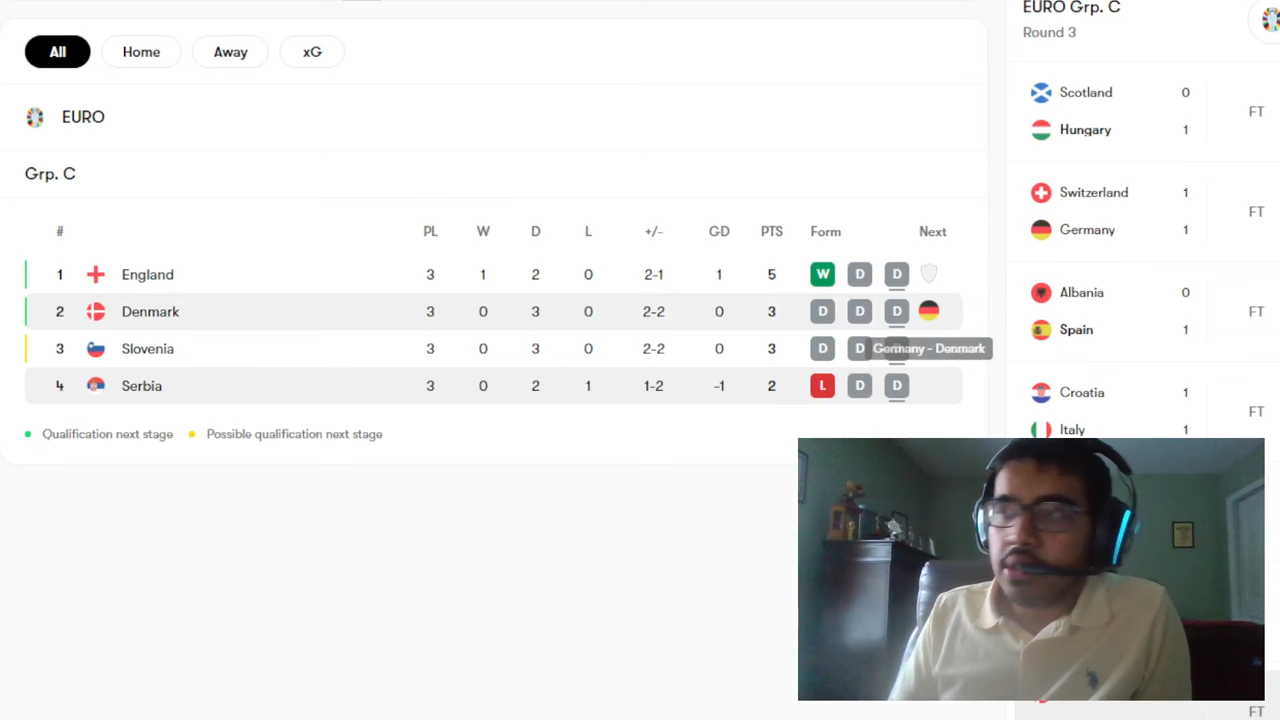 All Home Away xG
EURO
Grp. C
# PL W D L +/- GD PTS Form Next
1 England 3 1 2 0 2-1 1 5 W D D
2 Denmark 3 0 3 0 2-2 0 3 D D D
3 Slovenia 3 0 3 0 2-2 0 3 D D
Germany - Denmark
4 Serbia 3 0 2 1 1-2 -1 2 L D D
Qualification next stage Possible qualification next stage
EURO Grp. C
Round 3
Scotland 0
FT
Hungary 1
Switzerland 1
FT
Germany 1
Albania 0
FT
Spain 1
Croatia 1
FT
Italy 1
FT